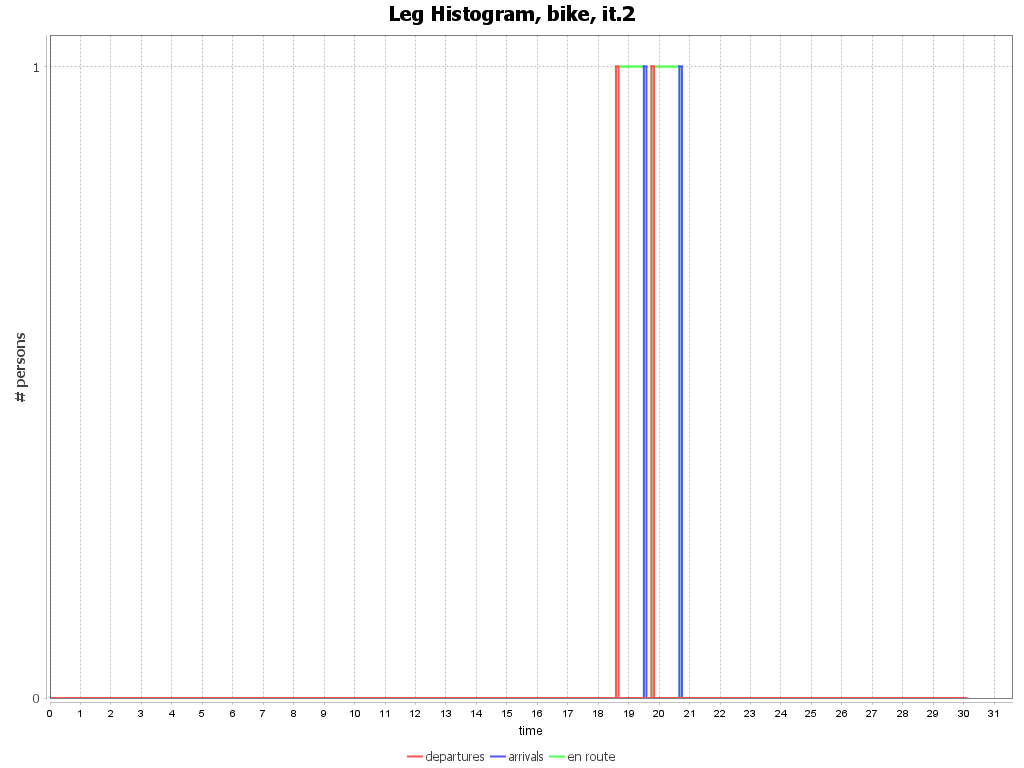 Leg Histogram, bike, it.2
# persons
1
0
0 1 2 3 4 5 6 7 8 9 10 11 12 13 14 15 16 17 18 19 20 21 22 23 24 25 26 27 28 29 30 31
time
departures arrivals en route